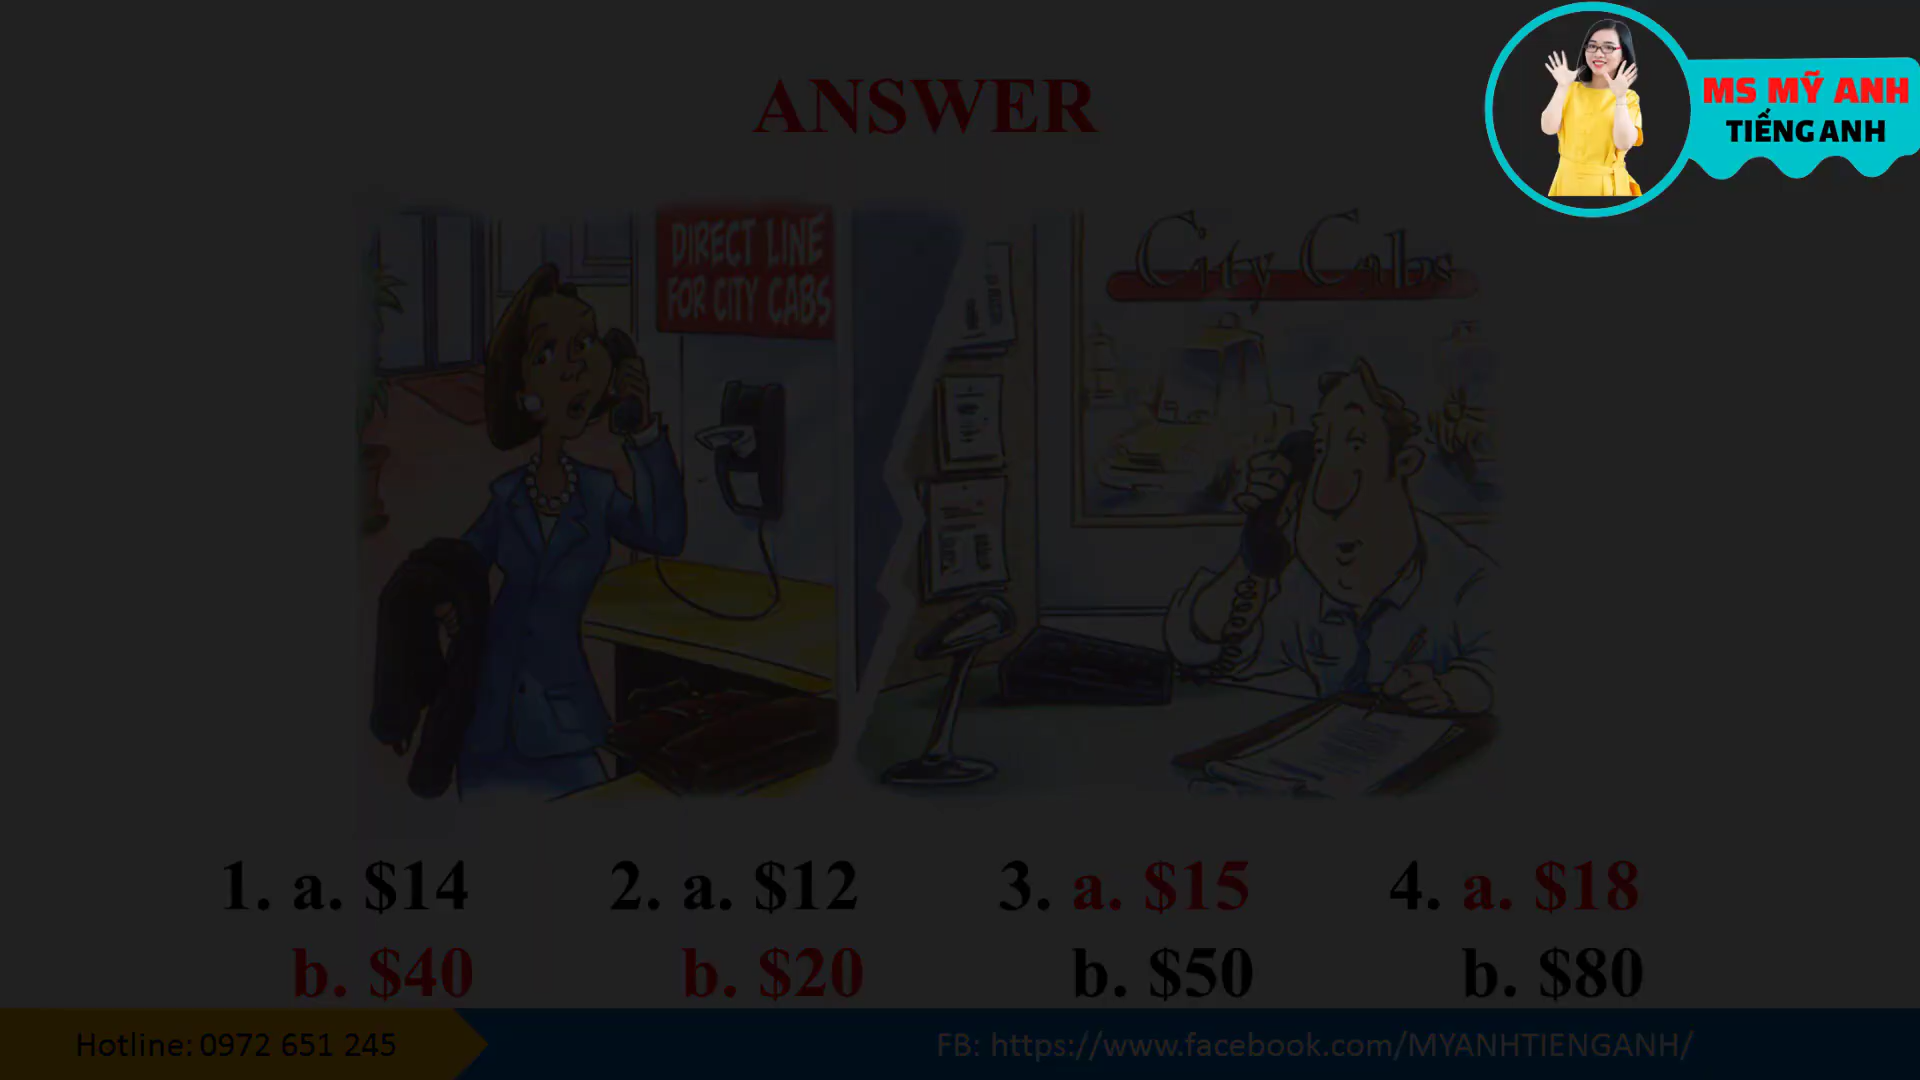 ANSWER
MS MỸ ANH
TIẾNG ANH
DIRECT LINE
FOR CITY CABS
City Cabs
1. a. $14
b. $40
2. a. $12
b. $20
3. a. $15
b. $50
4. a. $18
b. $80
Hotline: 0972 651 245
FB: https://www.facebook.com/MYANHTIENGANH/